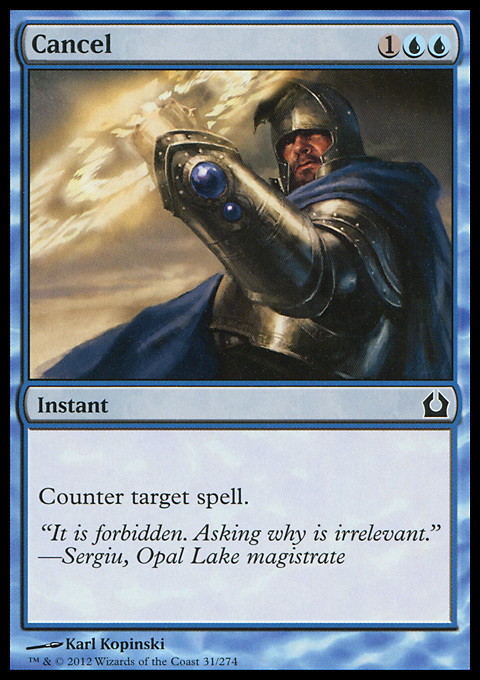 Cancel 1
Instant
Counter target spell.
“It is forbidden. Asking why is irrelevant.”
—Sergiu, Opal Lake magistrate
Karl Kopinski
™ & © 2012 Wizards of the Coast 31/274